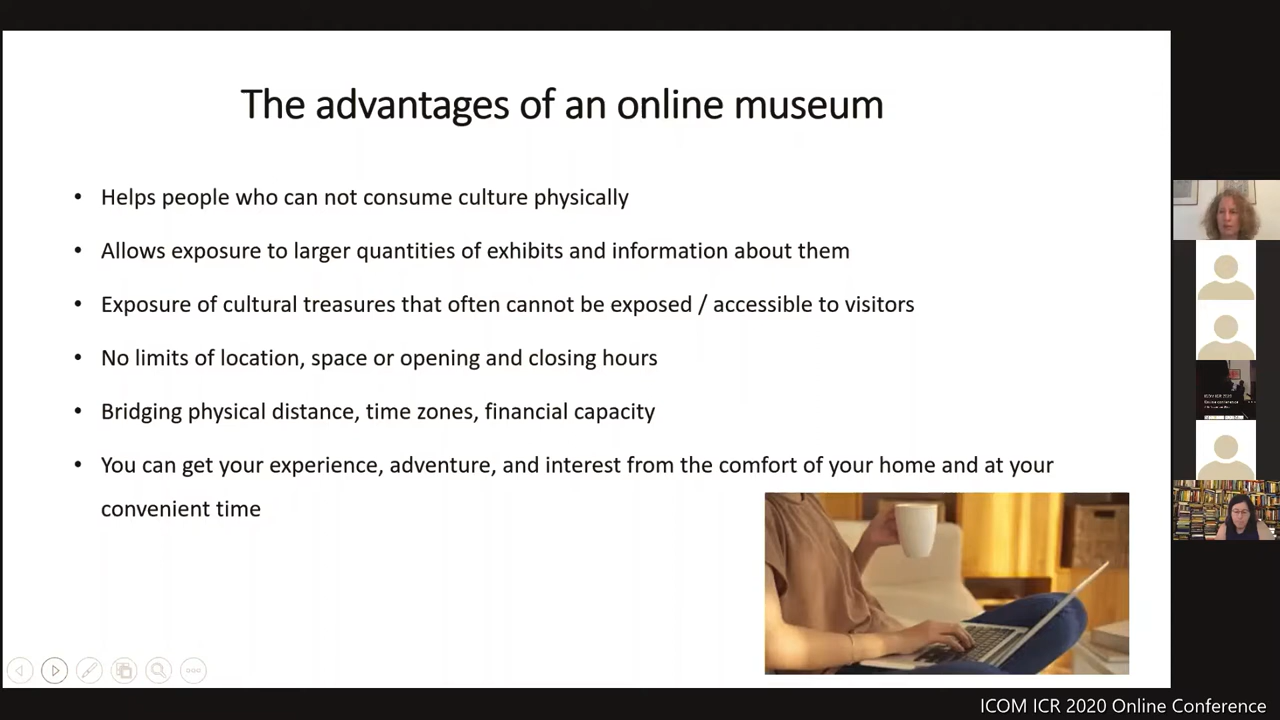 The advantages of an online museum
• Helps people who can not consume culture physically
• Allows exposure to larger quantities of exhibits and information about them
• Exposure of cultural treasures that often cannot be exposed / accessible to visitors
• No limits of location, space or opening and closing hours
• Bridging physical distance, time zones, financial capacity
• You can get your experience, adventure, and interest from the comfort of your home and at your
convenient time
ICOM ICR 2020 Online Conference